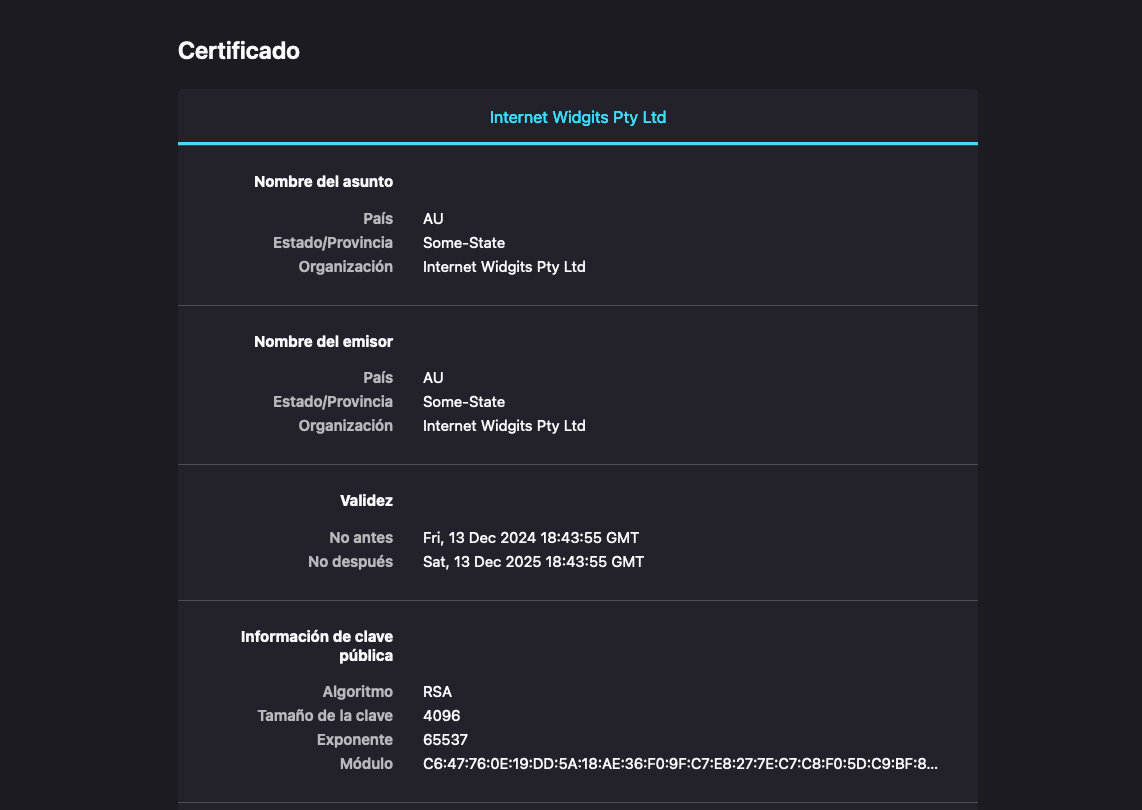 Certificado
Internet Widgits Pty Ltd
Nombre del asunto
País AU
Estado/Provincia Some-State
Organización Internet Widgits Pty Ltd
Nombre del emisor
País AU
Estado/Provincia Some-State
Organización Internet Widgits Pty Ltd
Validez
No antes Fri, 13 Dec 2024 18:43:55 GMT
No después Sat, 13 Dec 2025 18:43:55 GMT
Información de clave
pública
Algoritmo RSA
Tamaño de la clave 4096
Exponente 65537
Módulo C6:47:76:0E:19:DD:5A:18:AE:36:F0:9F:C7:E8:27:7E:C7:C8:F0:5D:C9:BF:8...